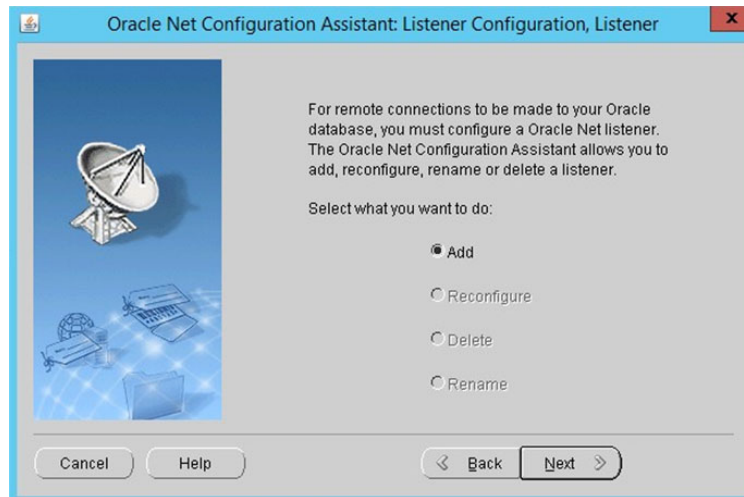 Oracle Net Configuration Assistant: Listener Configuration, Listener
x
For remote connections to be made to your Oracle
database, you must configure a Oracle Net listener.
The Oracle Net Configuration Assistant allows you to
add, reconfigure, rename or delete a listener.
Select what you want to do:
Add
Reconfigure
Delete
Rename
Cancel
Help
Back
Next